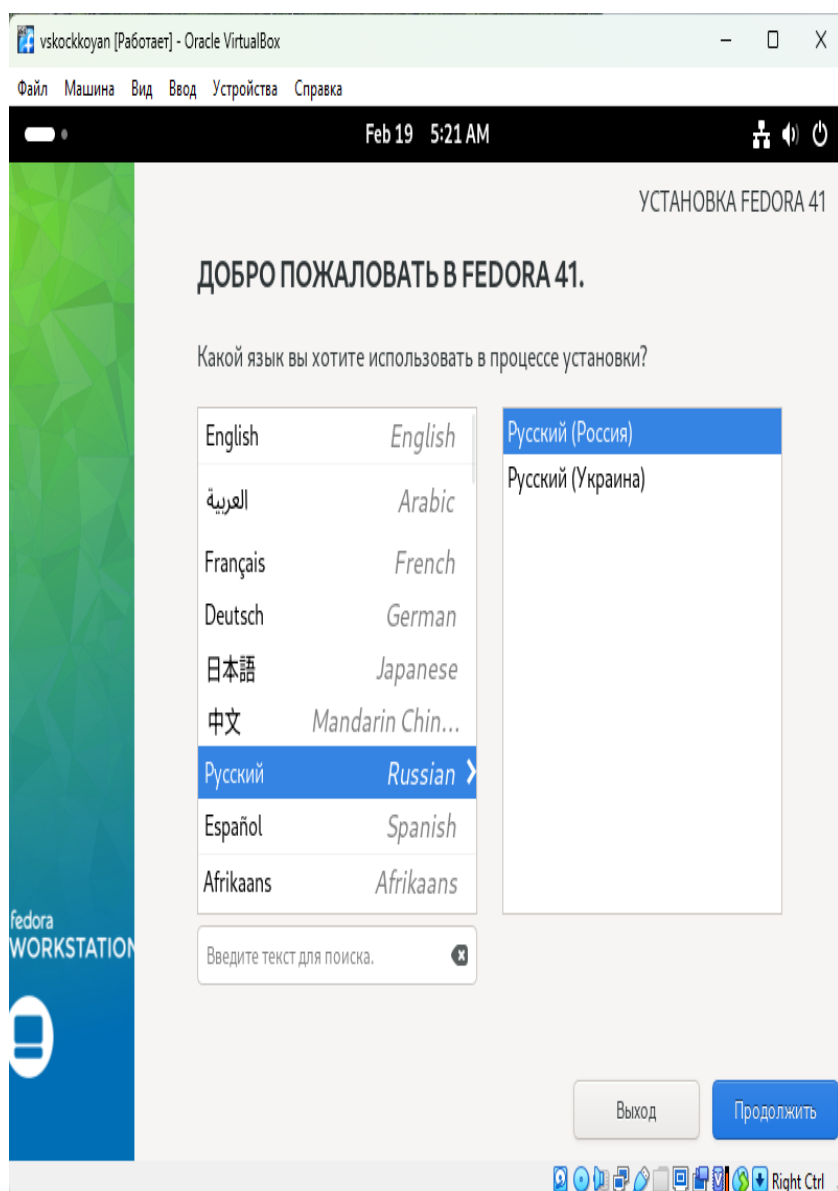 vskockkoyan [Работает] - Oracle VirtualBox
Файл Машина Вид Ввод Устройства Справка
Feb 19 5:21 AM
УСТАНОВКА FEDORA 41
ДОБРО ПОЖАЛОВАТЬ В FEDORA 41.
Какой язык вы хотите использовать в процессе установки?
English English
العربية Arabic
Français French
Deutsch German
日本語 Japanese
中文 Mandarin Chin...
Русский Russian
Español Spanish
Afrikaans Afrikaans
Русский (Россия)
Русский (Украина)
Введите текст для поиска.
fedora
WORKSTATION
Выход Продолжить
Right Ctrl